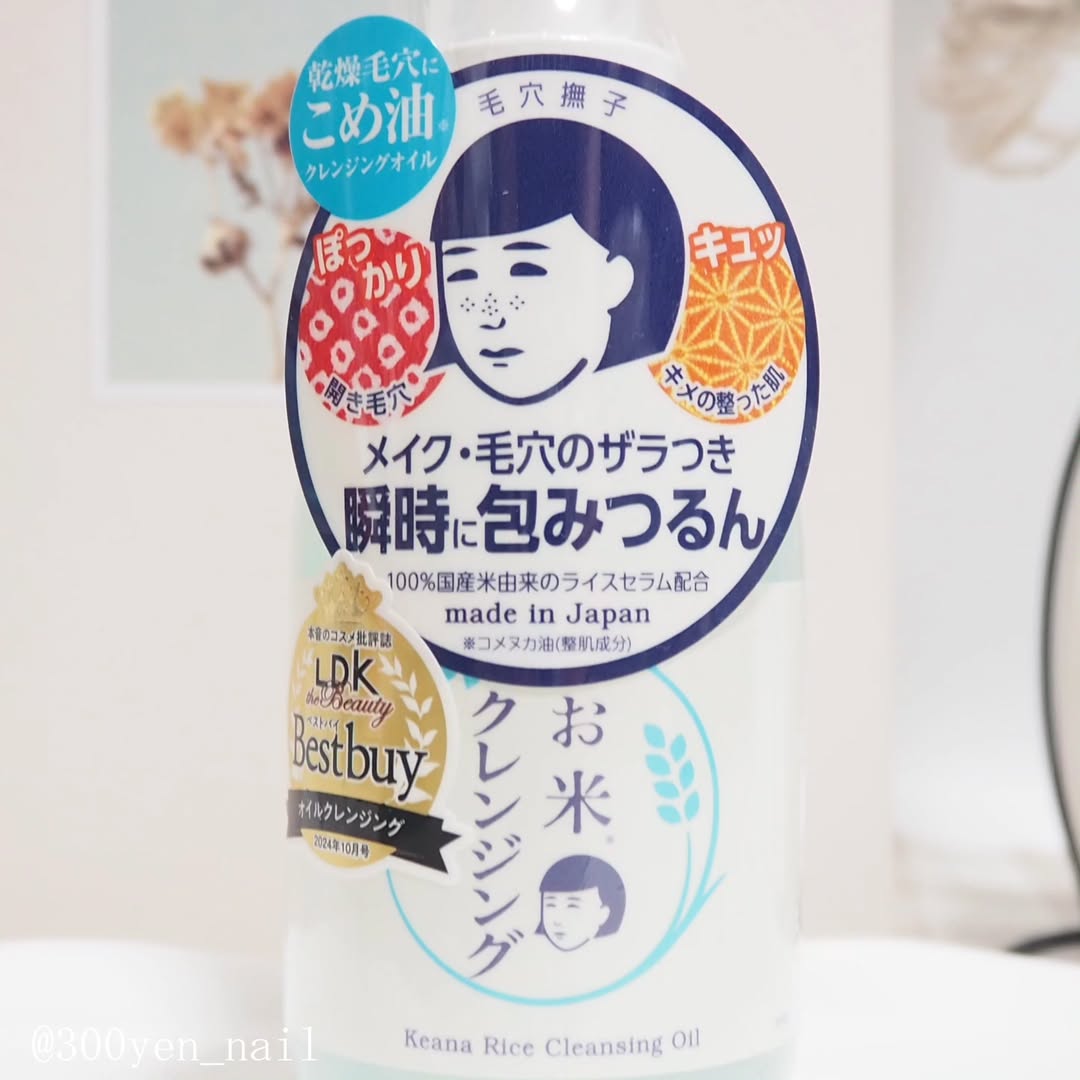 乾燥毛穴に
こめ油※
クレンジングオイル
毛穴撫子
ぽっ
かり
開き毛穴
キュッ
キメの整った肌
メイク・毛穴のザラつき
瞬時に包みつるん
100%国産米由来のライスセラム配合
made in Japan
※コメヌカ油(整肌成分)
本音のコスメ批評誌
LDK
the Beauty
ベストバイ
Bestbuy
オイルクレンジング
2024年10月号
お米
クレンジング
Keana Rice Cleansing Oil
@300yen_nail